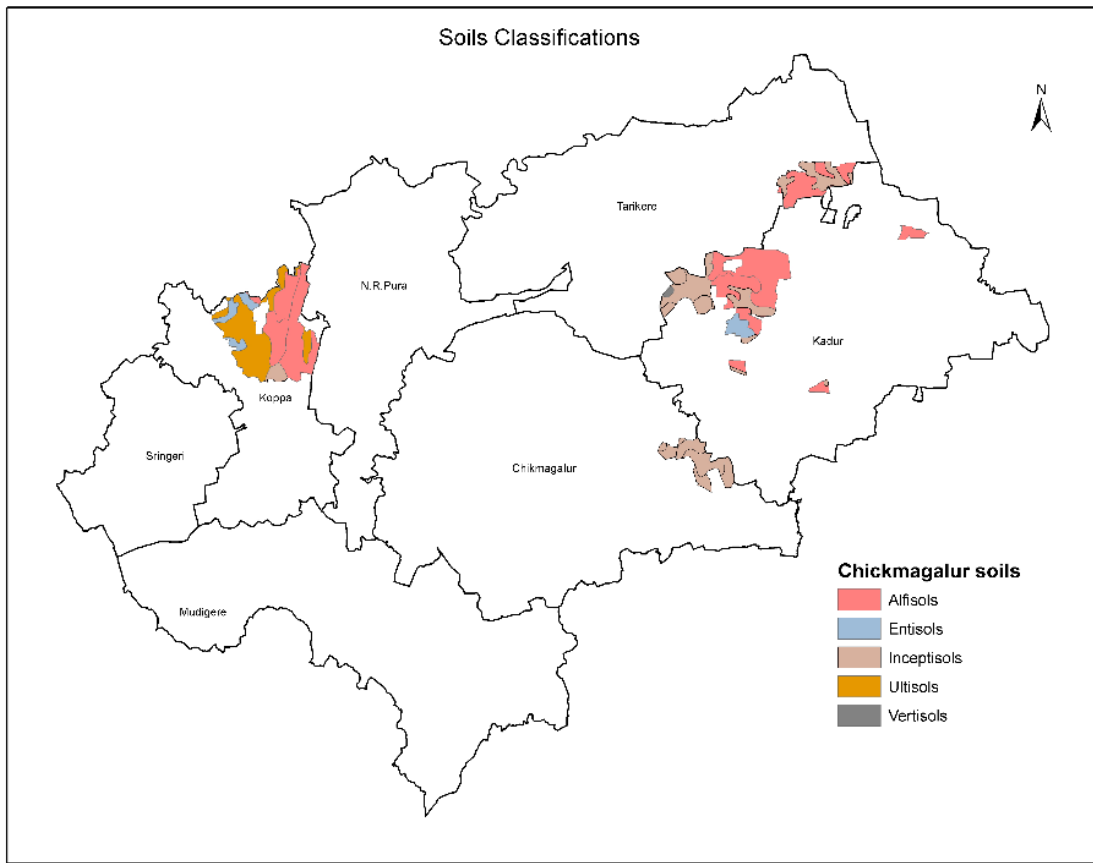 Soils Classifications
N
Tarikere
N.R.Pura
Kadur
Koppa
Sringeri
Chikmagalur
Mudigere
Chickmagalur soils
Alfisols
Entisols
Inceptisols
Ultisols
Vertisols